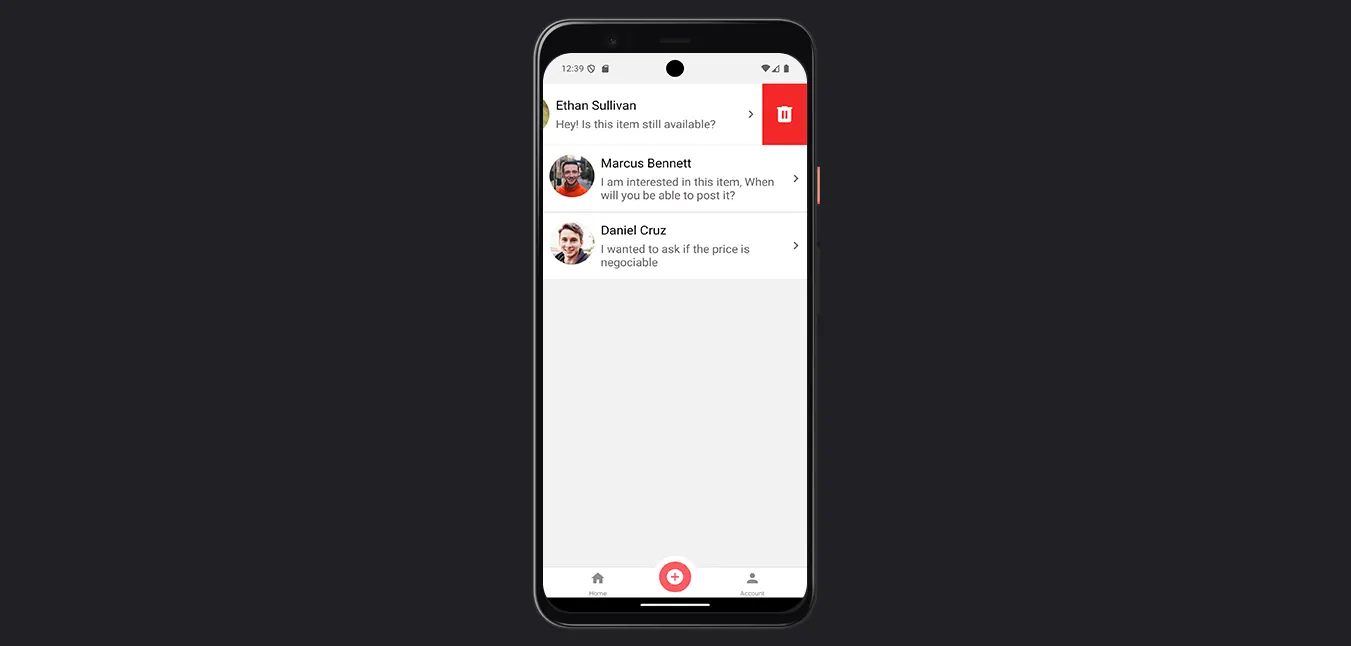 12:39
Ethan Sullivan
Hey! Is this item still available?
Marcus Bennett
I am interested in this item, When
will you be able to post it?
Daniel Cruz
I wanted to ask if the price is
negociable
Home
Account